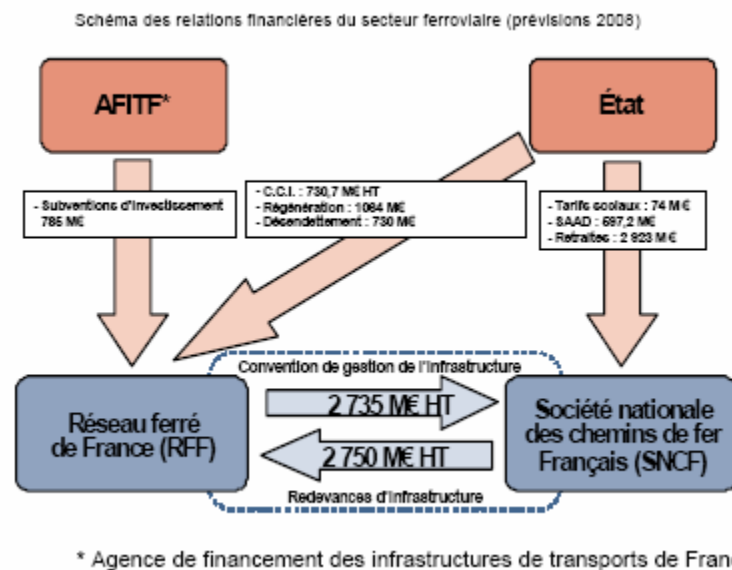 Schéma des relations financières du secteur ferroviaire (prévisions 2008)
AFITF*
État
- Subventions d'investissement
785 M€
- C.C.I. : 730,7 M€ HT
- Régénération : 1064 M€
- Désendettement : 730 M€
- Tarifs sociaux : 74 M€
- SAAD : 697,2 M€
- Retraites : 2 923 M€
Convention de gestion de l'infrastructure
Réseau ferré
de France (RFF)
2 735 M€ HT
2 750 M€ HT
Société nationale
des chemins de fer
Français (SNCF)
Redevances d'infrastructure
* Agence de financement des infrastructures de transports de Franc